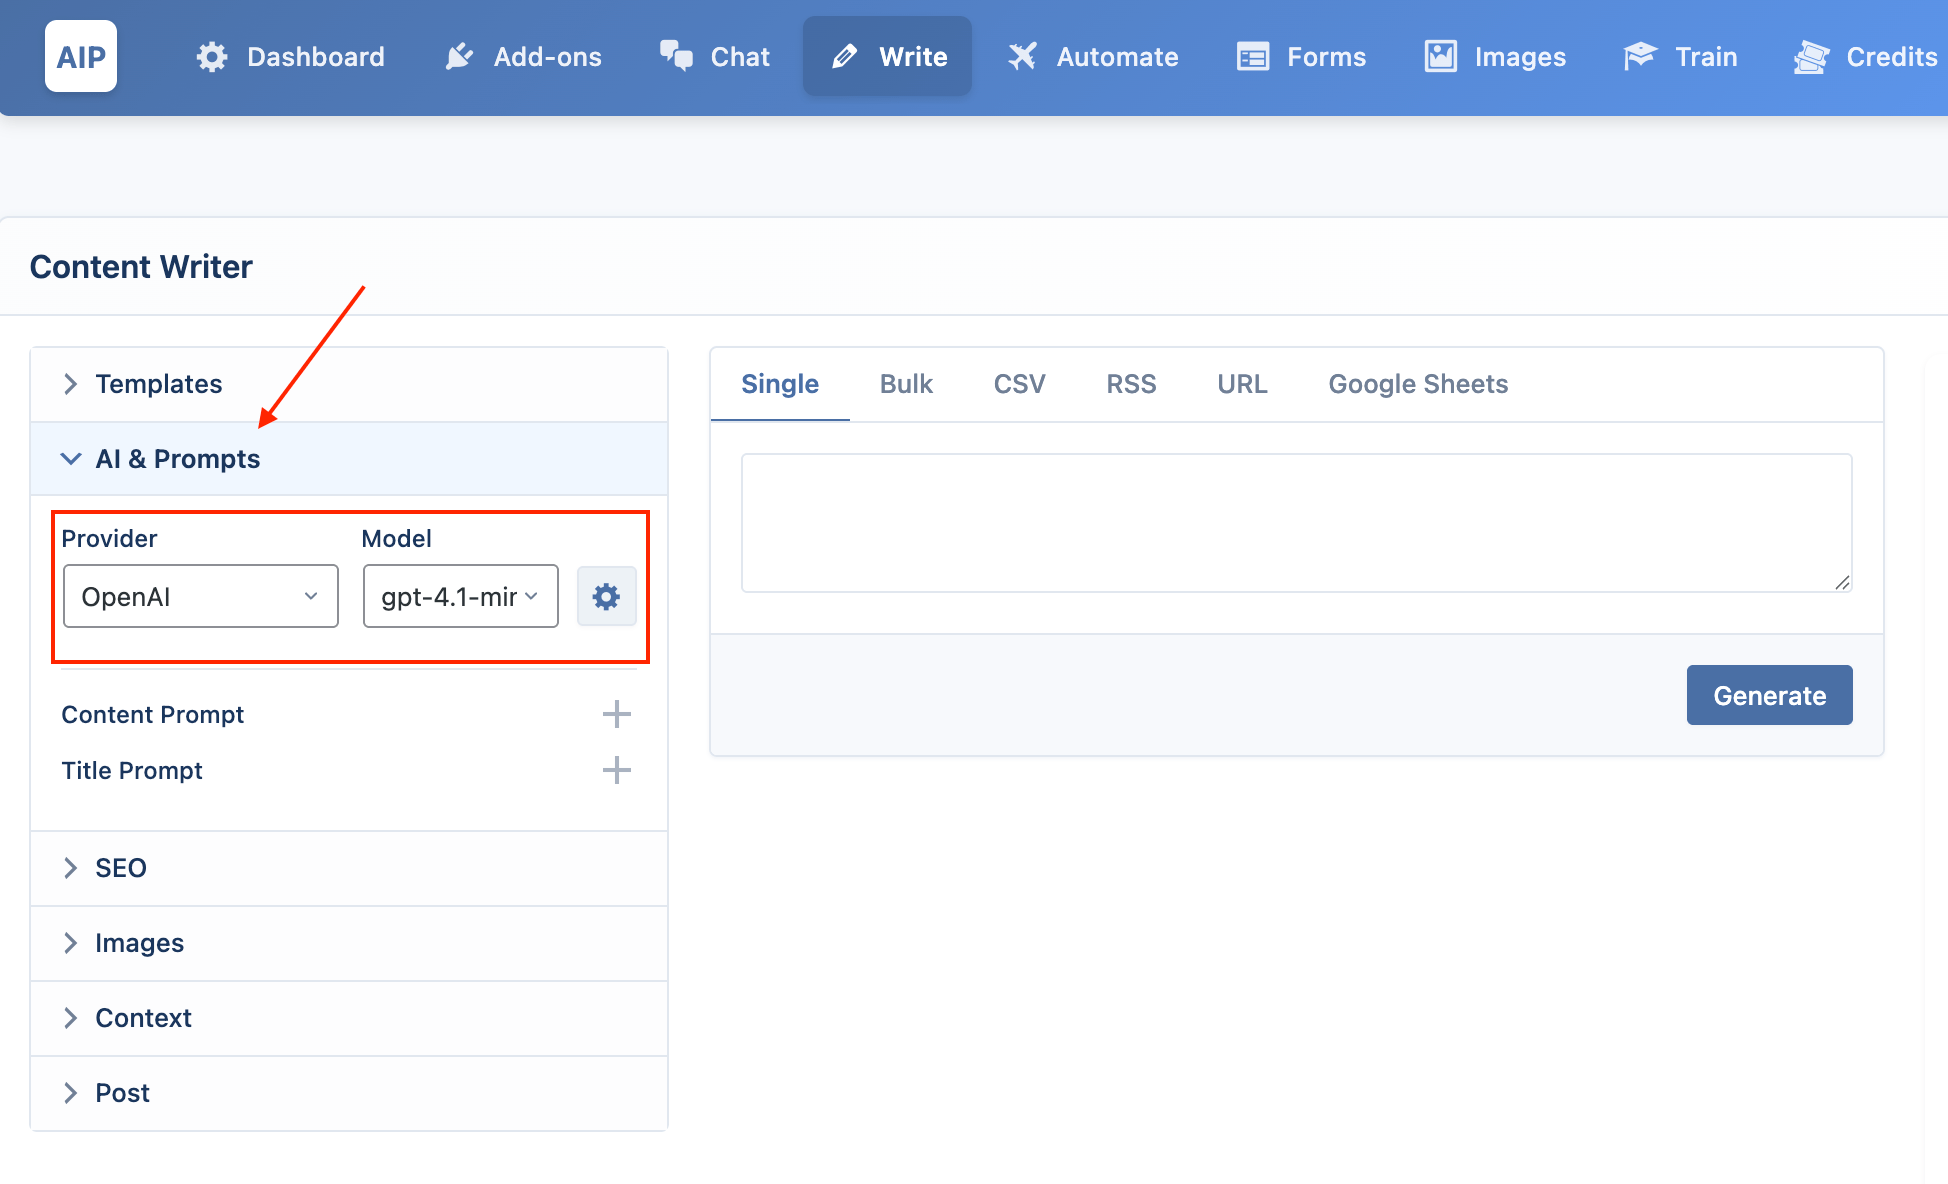 AIP Dashboard Add-ons Chat Write Automate Forms Images Train Credits
Content Writer
Templates
AI & Prompts
Provider Model
OpenAI gpt-4.1-mir
Content Prompt
Title Prompt
SEO
Images
Context
Post
Single Bulk CSV RSS URL Google Sheets
Generate